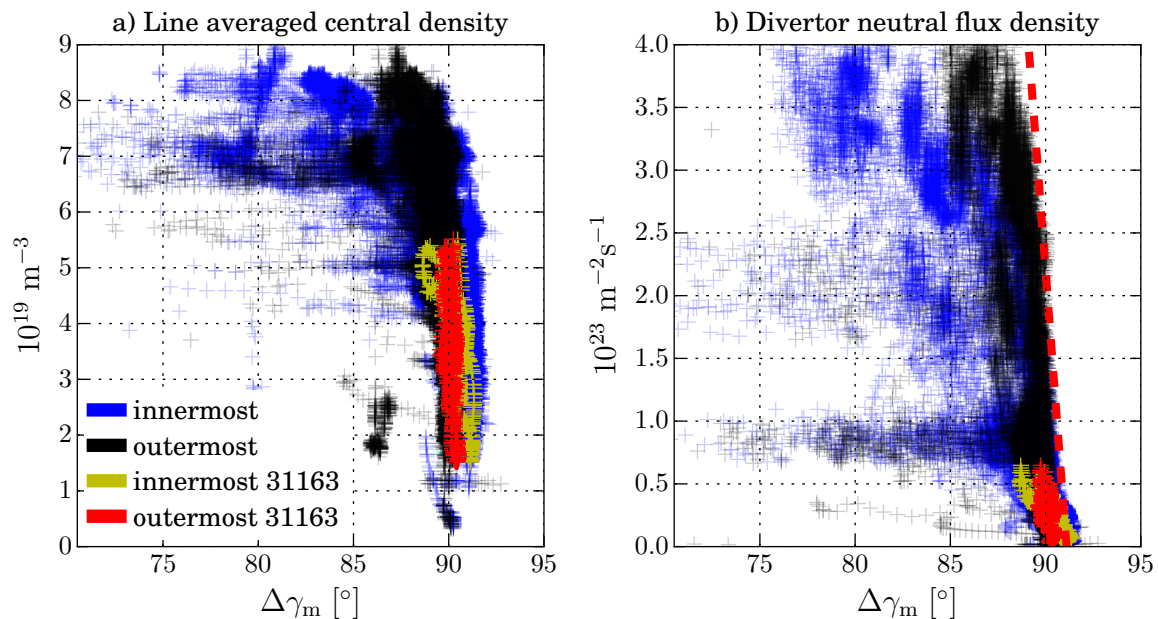 a) Line averaged central density
9
8
7
6
5
4
3
2
1
0
10¹⁹ m⁻³
innermost
outermost
innermost 31163
outermost 31163
75 80 85 90 95
Δγₘ [°]
b) Divertor neutral flux density
4.0
3.5
3.0
2.5
2.0
1.5
1.0
0.5
0.0
10²³ m⁻²s⁻¹
75 80 85 90 95
Δγₘ [°]